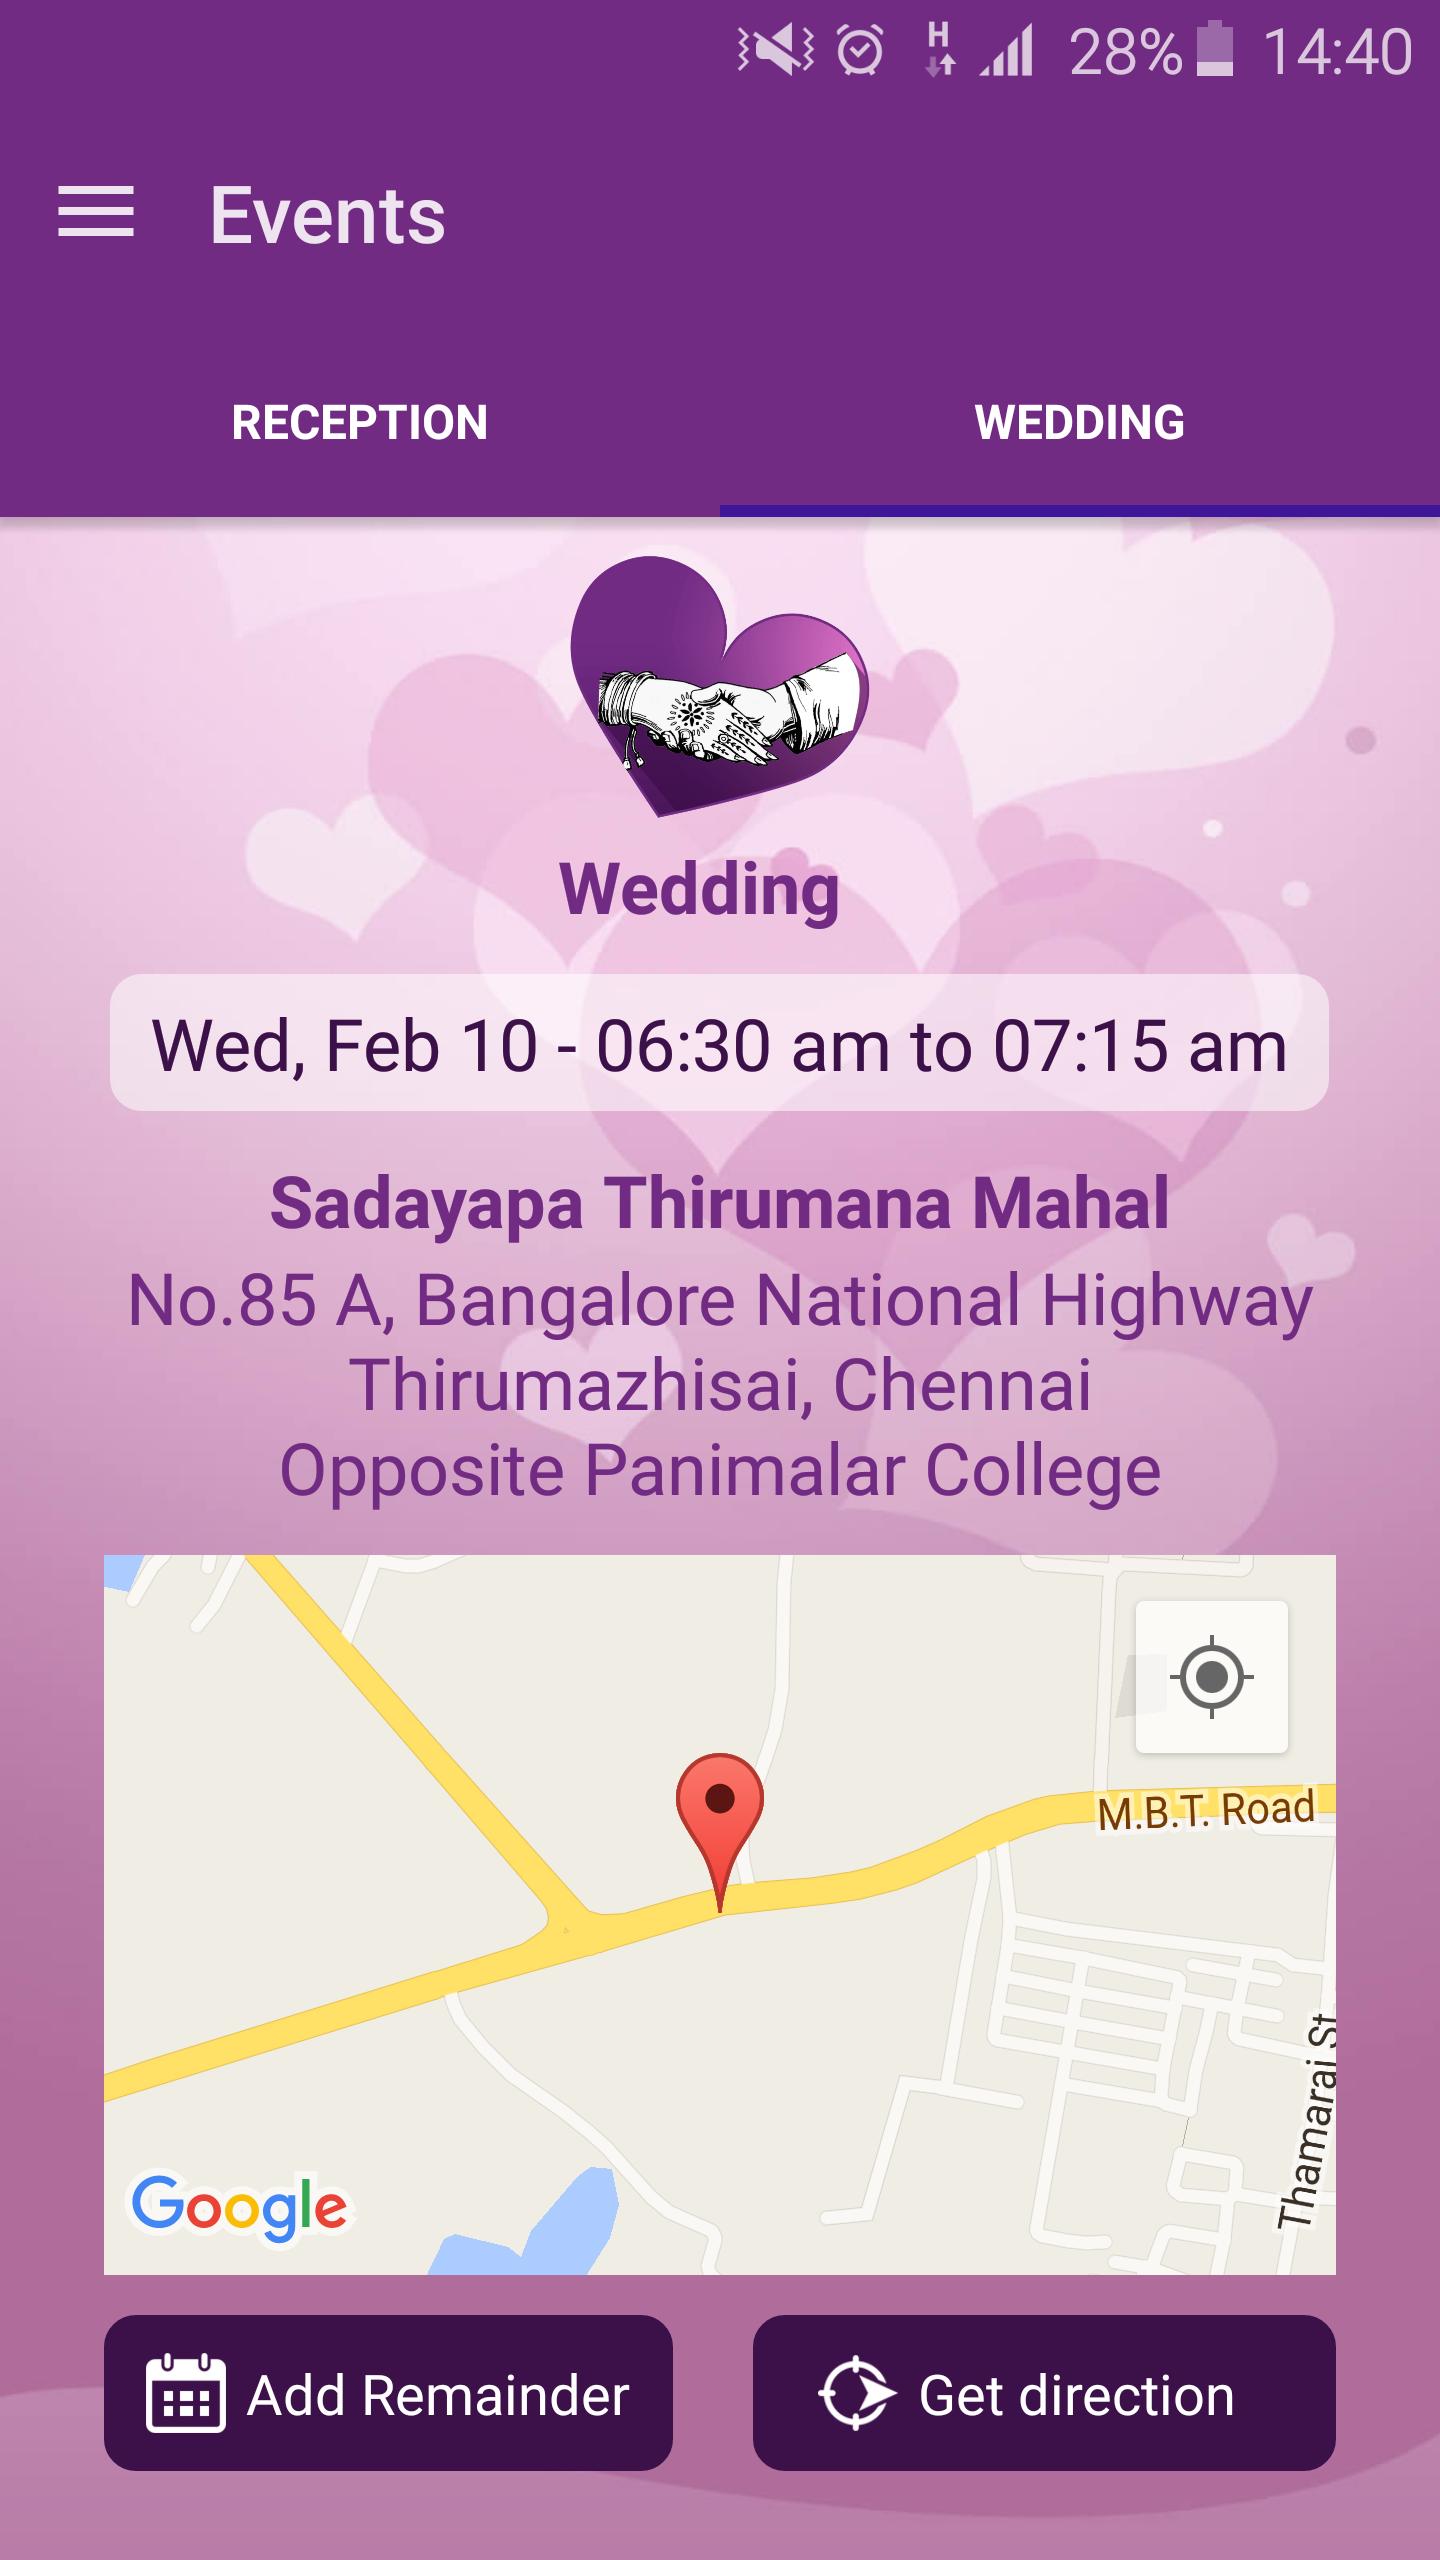 H 28% 14:40
Events
RECEPTION WEDDING
Wedding
Wed, Feb 10 - 06:30 am to 07:15 am
Sadayapa Thirumana Mahal
No.85 A, Bangalore National Highway
Thirumazhisai, Chennai
Opposite Panimalar College
M.B.T. Road
Thamarai St
Google
Add Remainder Get direction